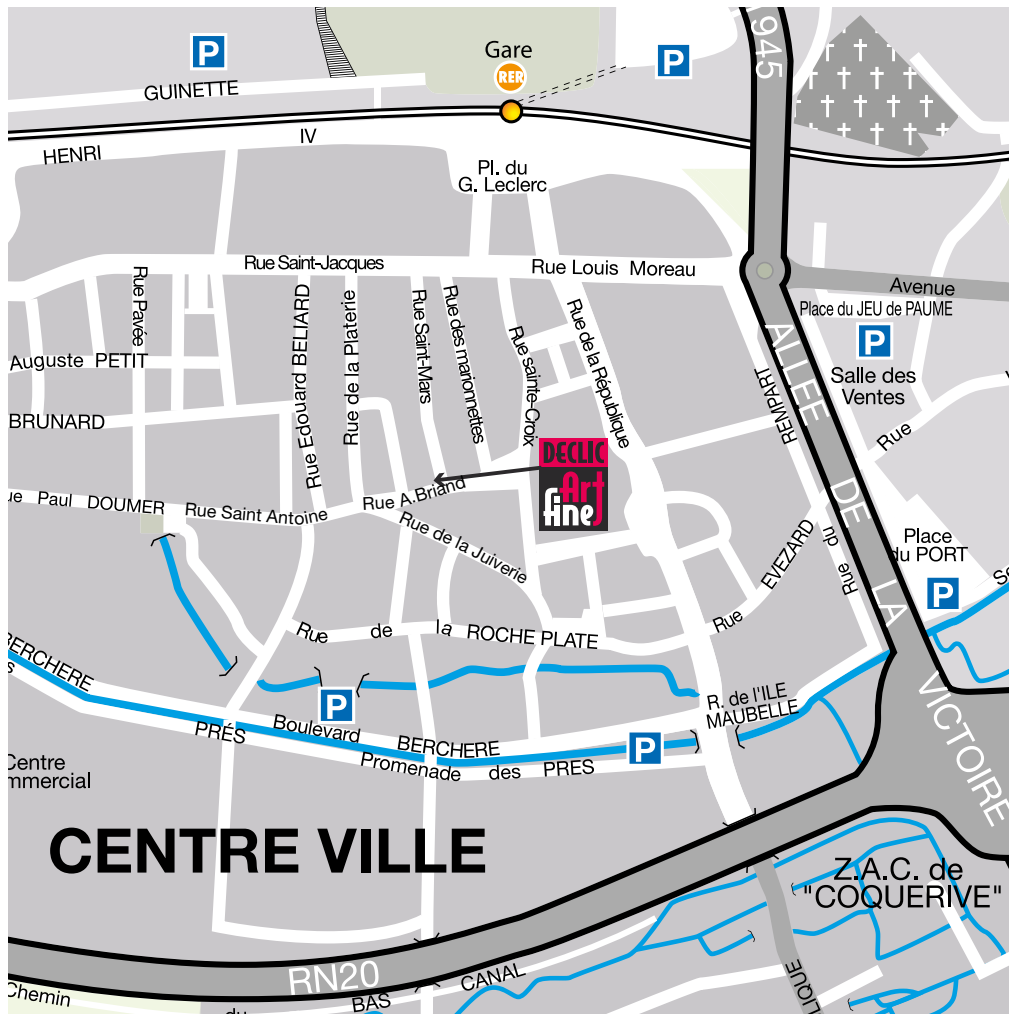 P
Gare
RER
P
945
GUINETTE
HENRI
IV
Pl. du
G. Leclerc
Rue Saint-Jacques
Rue Louis Moreau
Avenue
Place du JEU de PAUME
P
Salle des
Ventes
Rue
Rue Pavée
Rue Edouard BELIARD
Rue de la Platerie
Rue Saint-Mars
Rue des marionnettes
Rue sainte-Croix
Rue de la République
REMPART
Rue du
ALLEE DE LA VICTOIRE
Auguste PETIT
BRUNARD
DECLIC
Art
fine
ue Paul DOUMER
Rue Saint Antoine
Rue A.Briand
Rue de la Juiverie
Rue EVEZARD
Place
du PORT
P
Rue de la ROCHE PLATE
BERCHERE
P
R. de l'ILE
MAUBELLE
PRÉS
Boulevard BERCHERE
P
Promenade des PRES
Centre
mmercial
CENTRE VILLE
Z.A.C. de
"COQUERIVE"
RN20
CANAL
BAS
Chemin
du
LIQUE